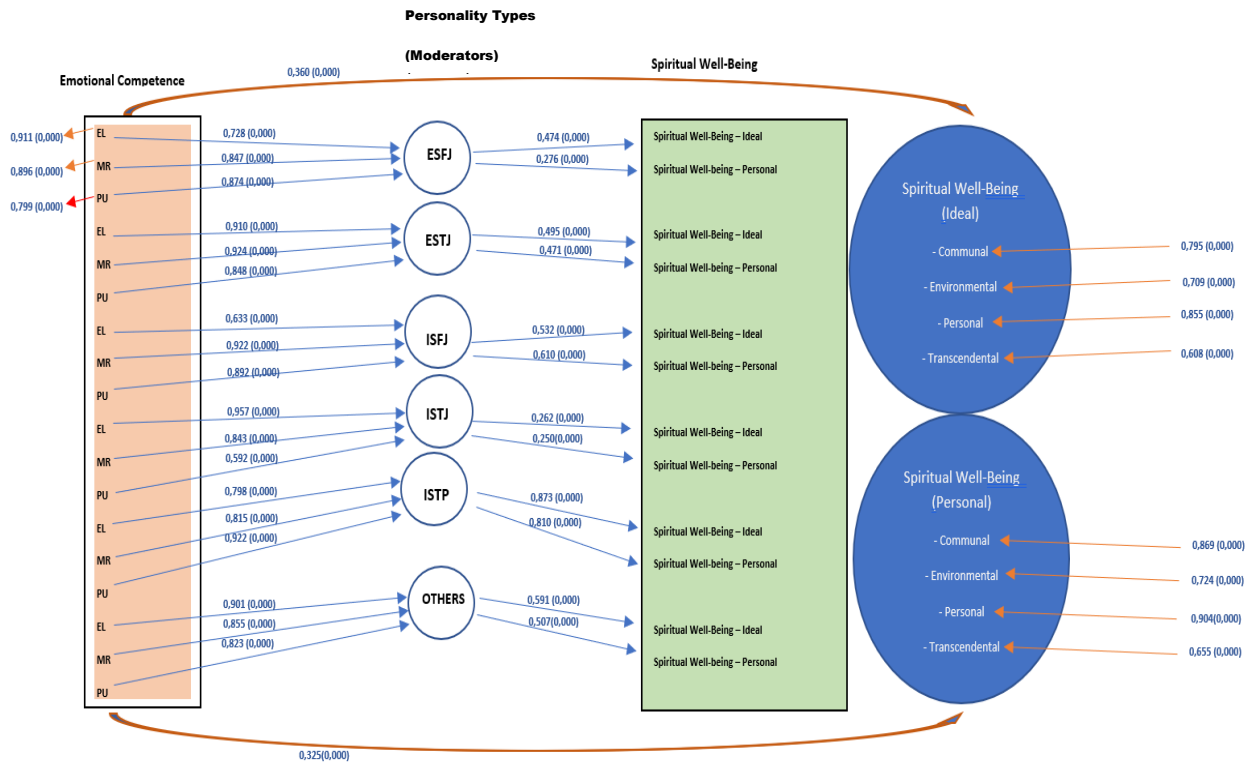 Personality Types
(Moderators)
Emotional Competence
0,360 (0,000)
Spiritual Well-Being
0,911 (0,000)
0,896 (0,000)
0,799 (0,000)
EL
MR
PU
EL
MR
PU
EL
MR
PU
EL
MR
PU
EL
MR
PU
EL
MR
PU
0,728 (0,000)
0,847 (0,000)
0,874 (0,000)
0,910 (0,000)
0,924 (0,000)
0,848 (0,000)
0,633 (0,000)
0,922 (0,000)
0,892 (0,000)
0,957 (0,000)
0,843 (0,000)
0,592 (0,000)
0,798 (0,000)
0,815 (0,000)
0,922 (0,000)
0,901 (0,000)
0,855 (0,000)
0,823 (0,000)
ESFJ
ESTJ
ISFJ
ISTJ
ISTP
OTHERS
0,474 (0,000)
0,276 (0,000)
0,495 (0,000)
0,471 (0,000)
0,532 (0,000)
0,610 (0,000)
0,262 (0,000)
0,250(0,000)
0,873 (0,000)
0,810 (0,000)
0,591 (0,000)
0,507(0,000)
Spiritual Well-Being – Ideal
Spiritual Well-being – Personal
Spiritual Well-Being – Ideal
Spiritual Well-being – Personal
Spiritual Well-Being – Ideal
Spiritual Well-being – Personal
Spiritual Well-Being – Ideal
Spiritual Well-being – Personal
Spiritual Well-Being – Ideal
Spiritual Well-being – Personal
Spiritual Well-Being – Ideal
Spiritual Well-being – Personal
Spiritual Well-Being
(Ideal)
- Communal
- Environmental
- Personal
- Transcendental
0,795 (0,000)
0,709 (0,000)
0,855 (0,000)
0,608 (0,000)
Spiritual Well-Being
(Personal)
- Communal
- Environmental
- Personal
- Transcendental
0,869 (0,000)
0,724 (0,000)
0,904(0,000)
0,655 (0,000)
0,325(0,000)